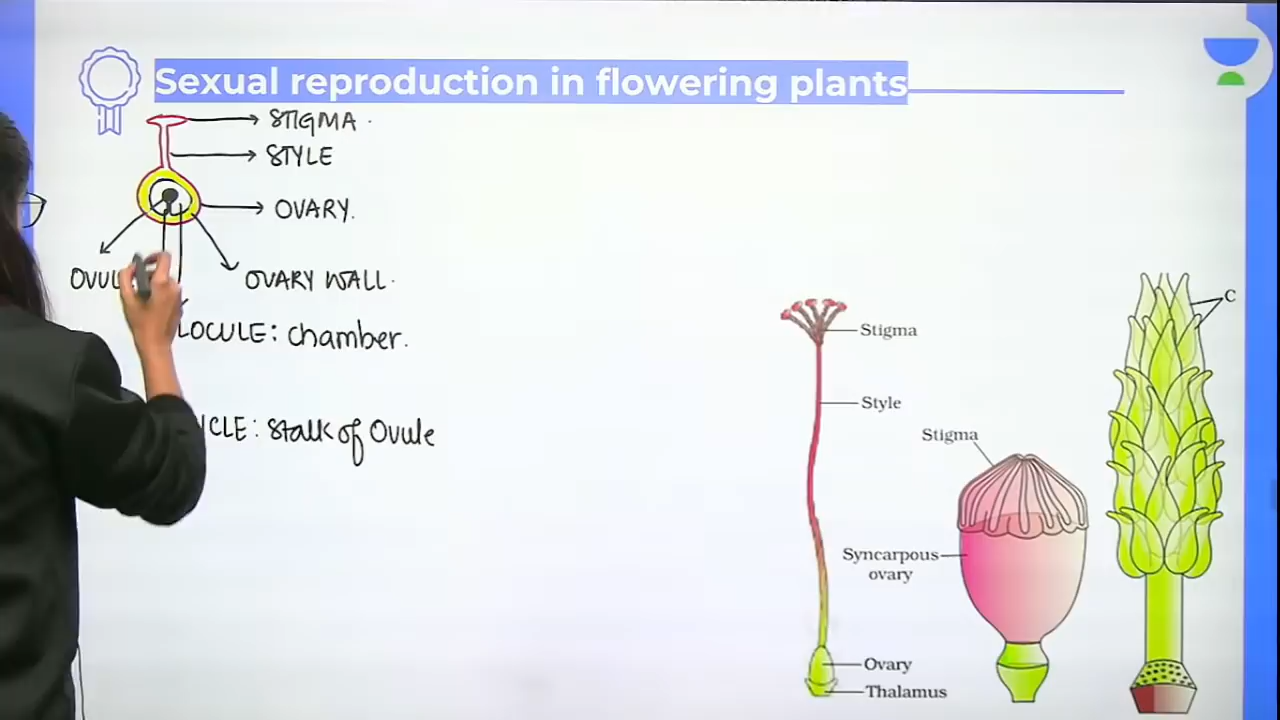 Sexual reproduction in flowering plants
STIGMA.
STYLE
OVARY.
OVARY WALL.
LOCULE: chamber.
Stalk of Ovule
C
Stigma
Style
Stigma
Syncarpous
ovary
Ovary
Thalamus